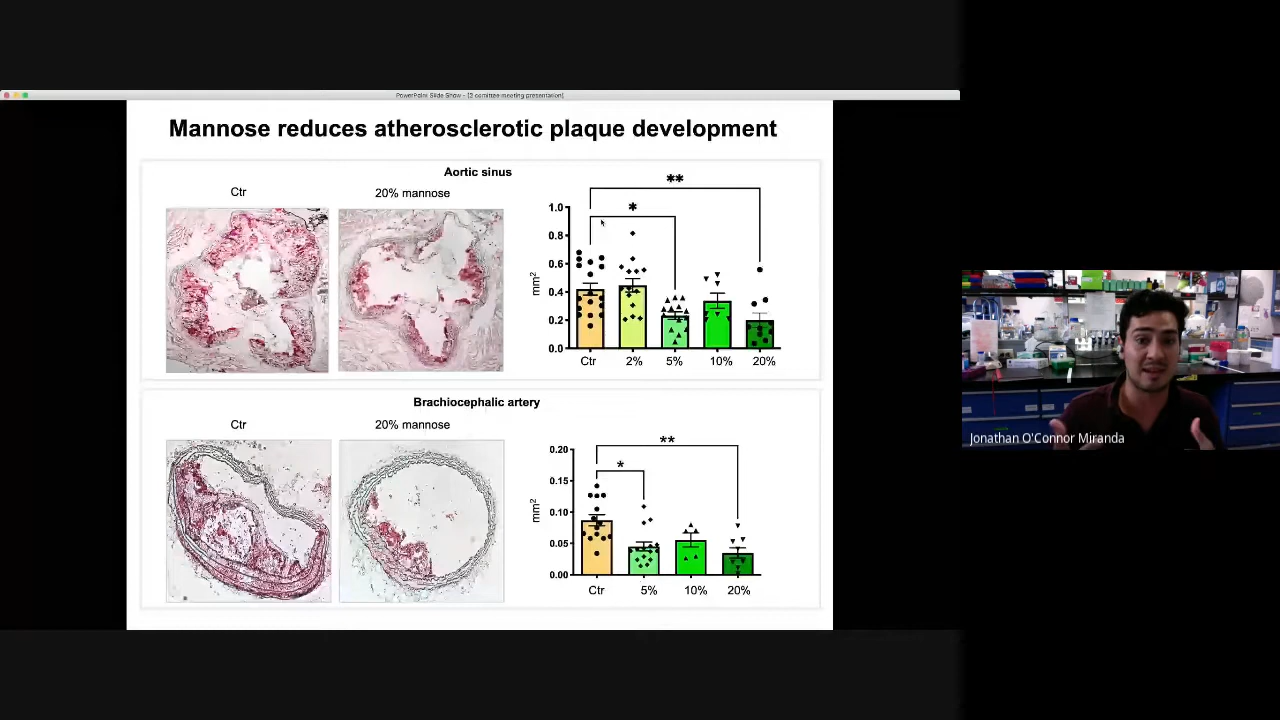 PowerPoint Slide Show - [2 comittee meeting presentation]
Mannose reduces atherosclerotic plaque development
Aortic sinus
Ctr
20% mannose
**
*
1.0
0.8
0.6
0.4
0.2
0.0
mm²
Ctr
2%
5%
10%
20%
Brachiocephalic artery
Ctr
20% mannose
**
*
0.20
0.15
0.10
0.05
0.00
mm²
Ctr
5%
10%
20%
Jonathan O'Connor Miranda